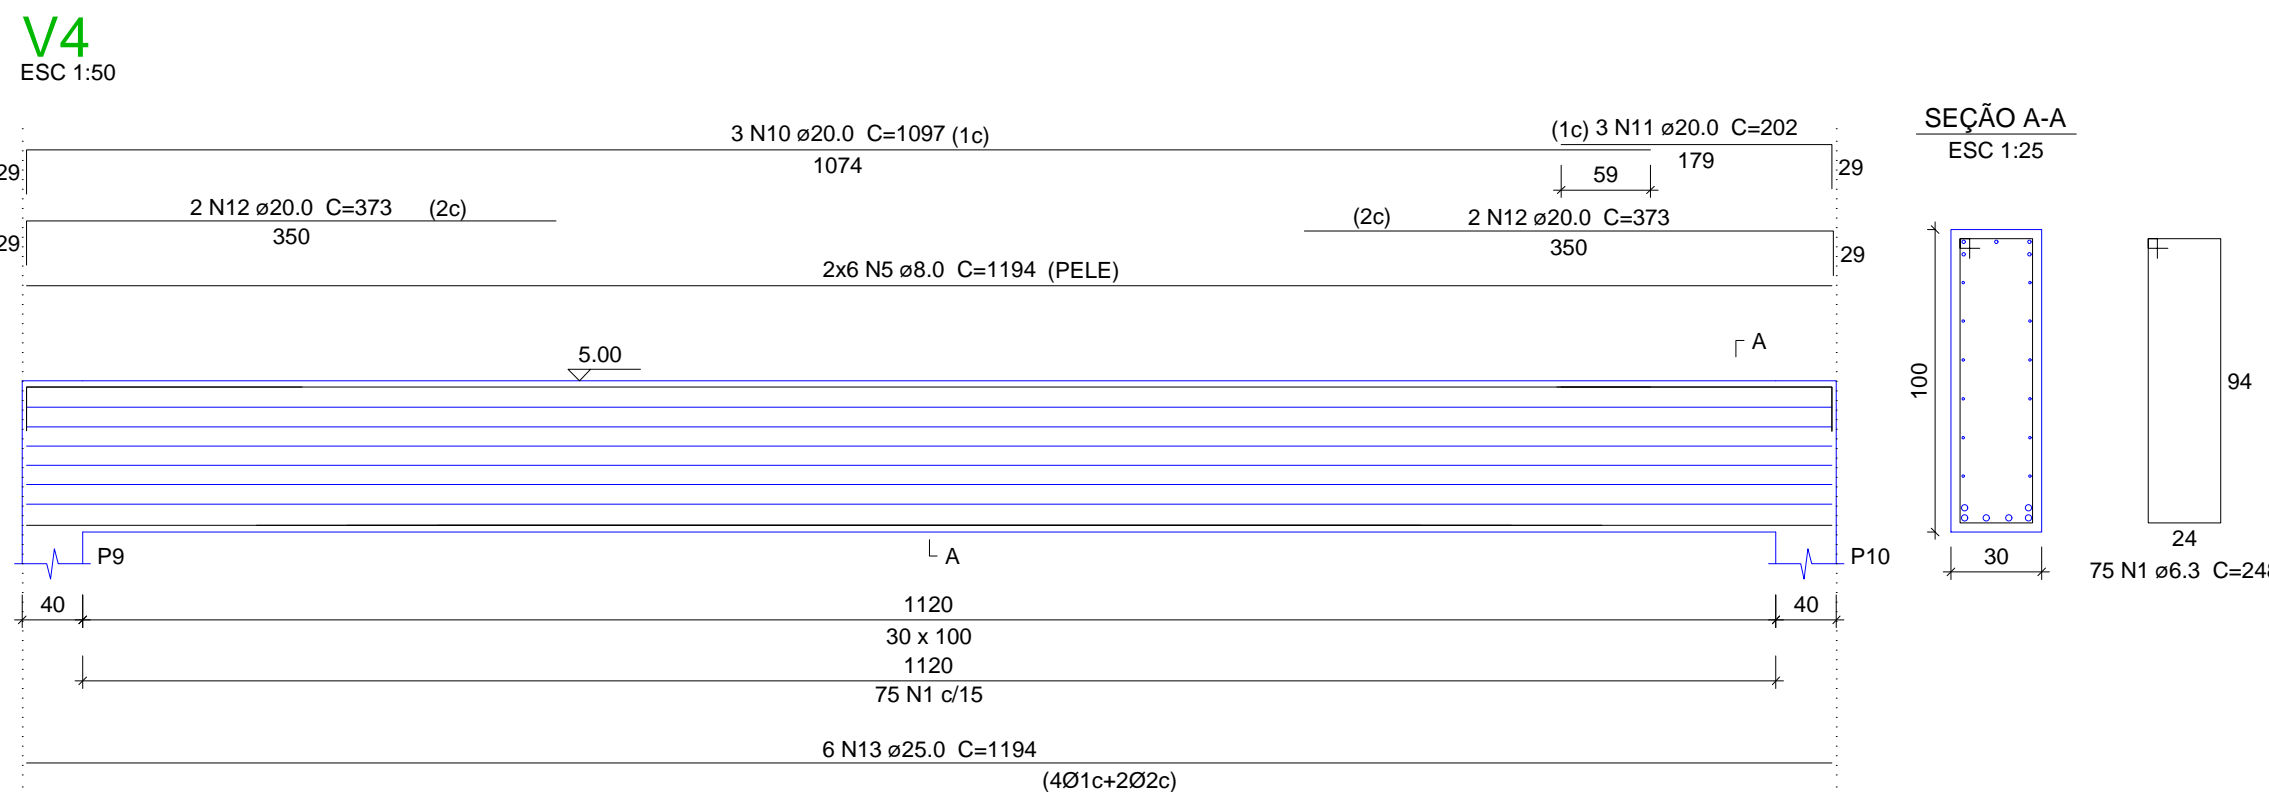 V4
ESC 1:50
3 N10 ø20.0 C=1097 (1c)
1074
29
(1c) 3 N11 ø20.0 C=202
179
59
29
2 N12 ø20.0 C=373 (2c)
350
29
(2c) 2 N12 ø20.0 C=373
350
29
2x6 N5 ø8.0 C=1194 (PELE)
5.00
A
A
P9
P10
40
1120
40
30 x 100
1120
75 N1 c/15
6 N13 ø25.0 C=1194
(4Ø1c+2Ø2c)
SEÇÃO A-A
ESC 1:25
100
30
94
24
75 N1 ø6.3 C=248